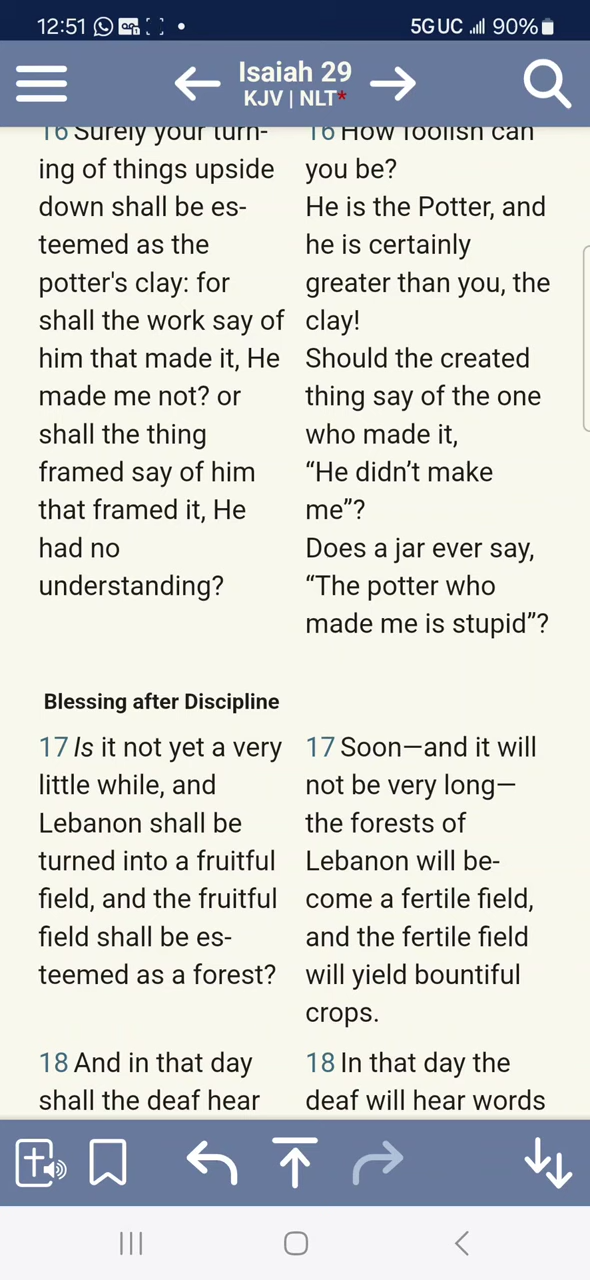 12:51
5G UC 90%
Isaiah 29
KJV | NLT*
16 Surely your turn-
ing of things upside
down shall be es-
teemed as the
potter's clay: for
shall the work say of
him that made it, He
made me not? or
shall the thing
framed say of him
that framed it, He
had no
understanding?
16 How foolish can
you be?
He is the Potter, and
he is certainly
greater than you, the
clay!
Should the created
thing say of the one
who made it,
“He didn’t make
me”?
Does a jar ever say,
“The potter who
made me is stupid”?
Blessing after Discipline
17 Is it not yet a very
little while, and
Lebanon shall be
turned into a fruitful
field, and the fruitful
field shall be es-
teemed as a forest?
17 Soon—and it will
not be very long—
the forests of
Lebanon will be-
come a fertile field,
and the fertile field
will yield bountiful
crops.
18 And in that day
shall the deaf hear
18 In that day the
deaf will hear words